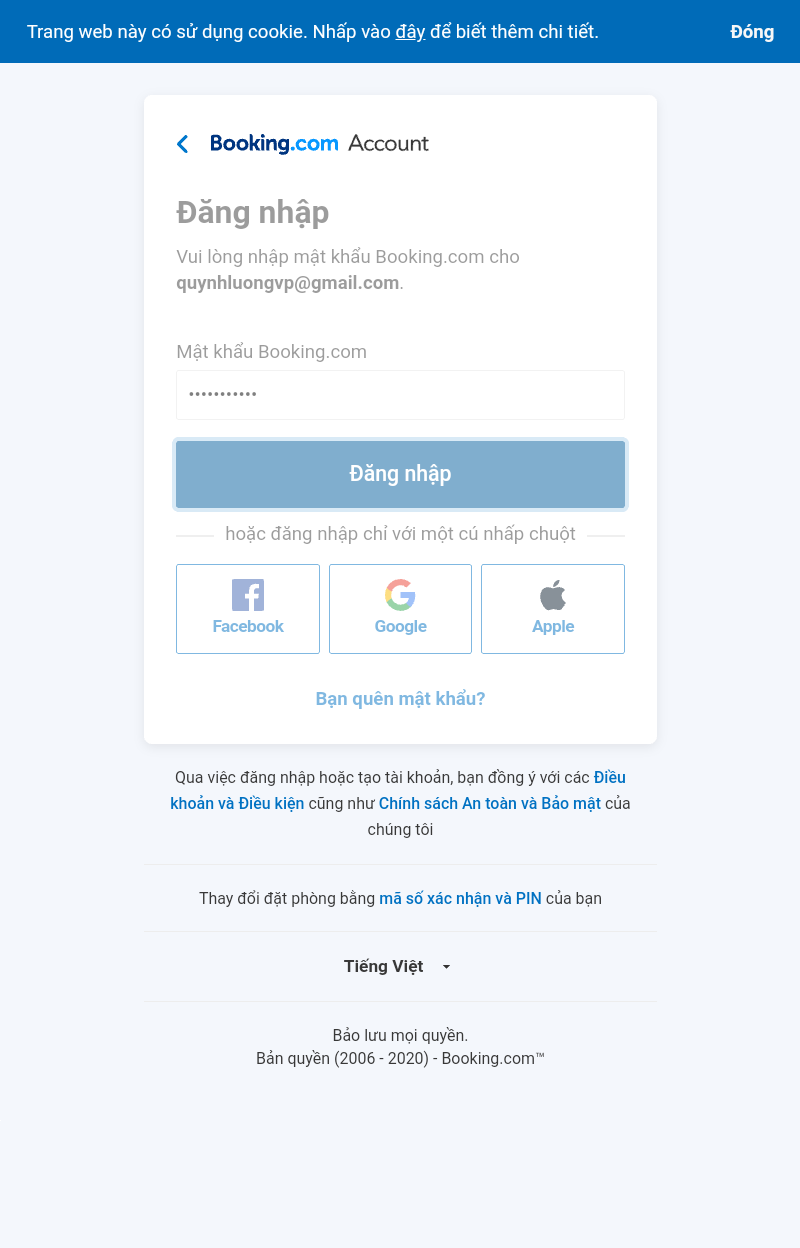 Trang web này có sử dụng cookie. Nhấp vào đây để biết thêm chi tiết. Đóng
Booking.com Account
Đăng nhập
Vui lòng nhập mật khẩu Booking.com cho
quynhluongvp@gmail.com.
Mật khẩu Booking.com
•••••••••••
Đăng nhập
hoặc đăng nhập chỉ với một cú nhấp chuột
Facebook Google Apple
Bạn quên mật khẩu?
Qua việc đăng nhập hoặc tạo tài khoản, bạn đồng ý với các Điều
khoản và Điều kiện cũng như Chính sách An toàn và Bảo mật của
chúng tôi
Thay đổi đặt phòng bằng mã số xác nhận và PIN của bạn
Tiếng Việt
Bảo lưu mọi quyền.
Bản quyền (2006 - 2020) - Booking.com™